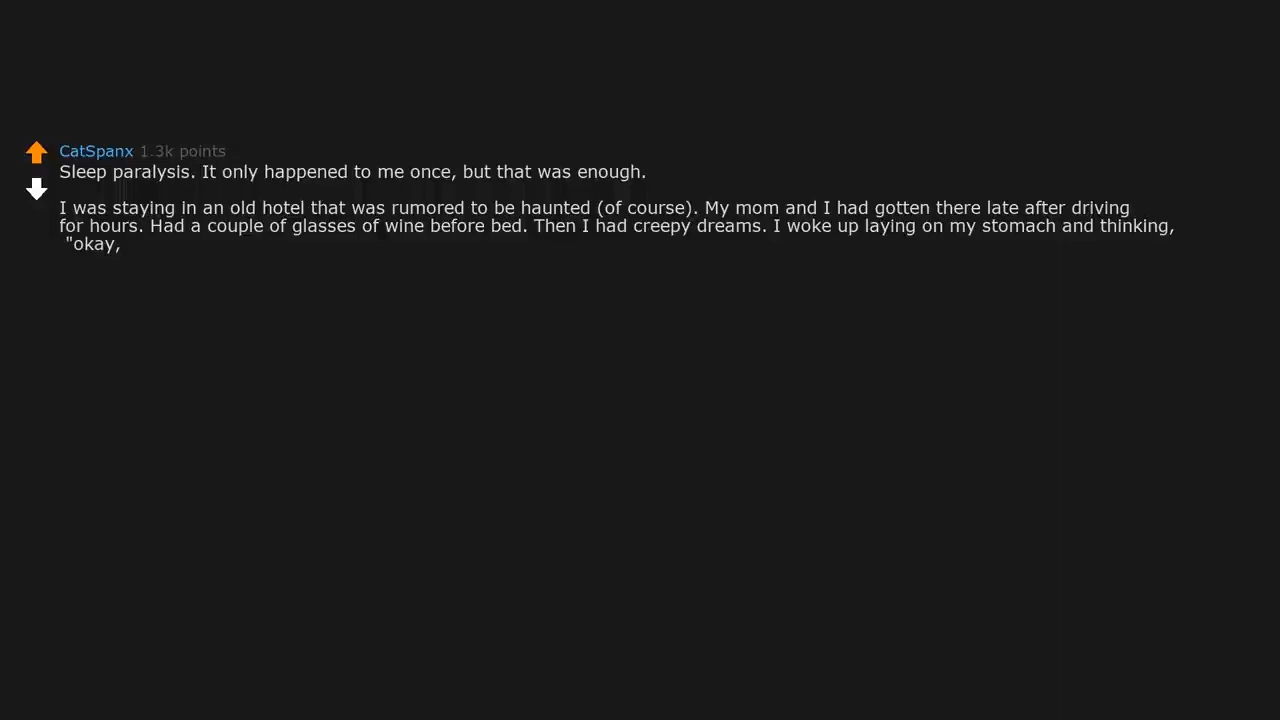 CatSpanx 1.3k points
Sleep paralysis. It only happened to me once, but that was enough.
I was staying in an old hotel that was rumored to be haunted (of course). My mom and I had gotten there late after driving
for hours. Had a couple of glasses of wine before bed. Then I had creepy dreams. I woke up laying on my stomach and thinking,
"okay,